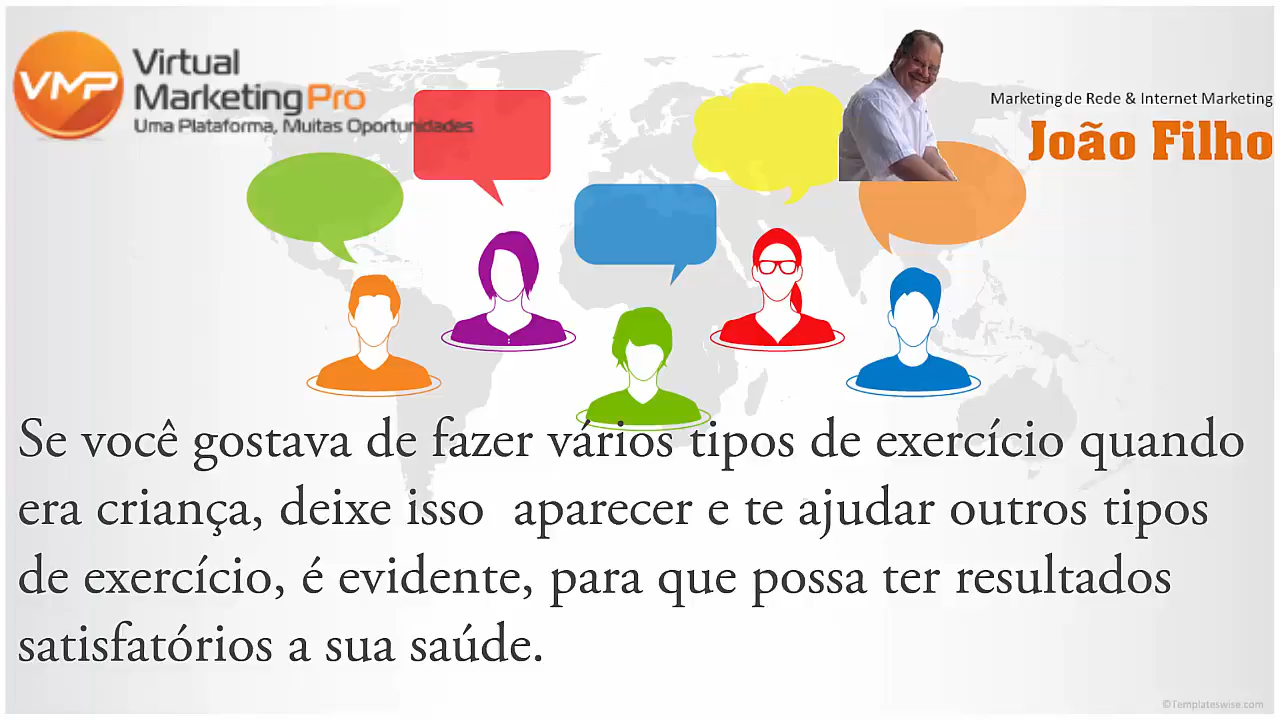 VMP
Virtual
MarketingPro
Uma Plataforma, Muitas Oportunidades
Marketing de Rede & Internet Marketing
João Filho
Se você gostava de fazer vários tipos de exercício quando
era criança, deixe isso aparecer e te ajudar outros tipos
de exercício, é evidente, para que possa ter resultados
satisfatórios a sua saúde.
©Templateswise.com